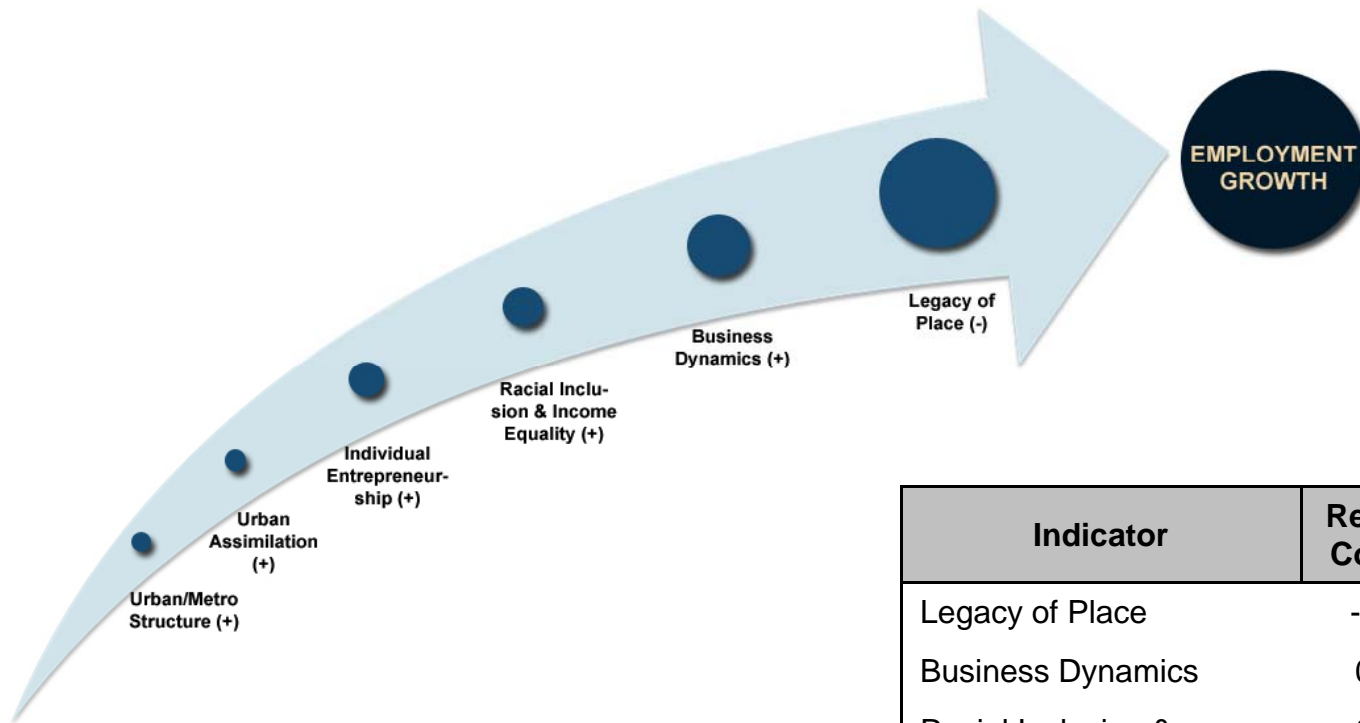 EMPLOYMENT
GROWTH
Legacy of
Place (-)
Business
Dynamics (+)
Racial Inclu-
sion & Income
Equality (+)
Individual
Entrepreneur-
ship (+)
Urban
Assimilation
(+)
Urban/Metro
Structure (+)
Indicator
Legacy of Place
Business Dynamics